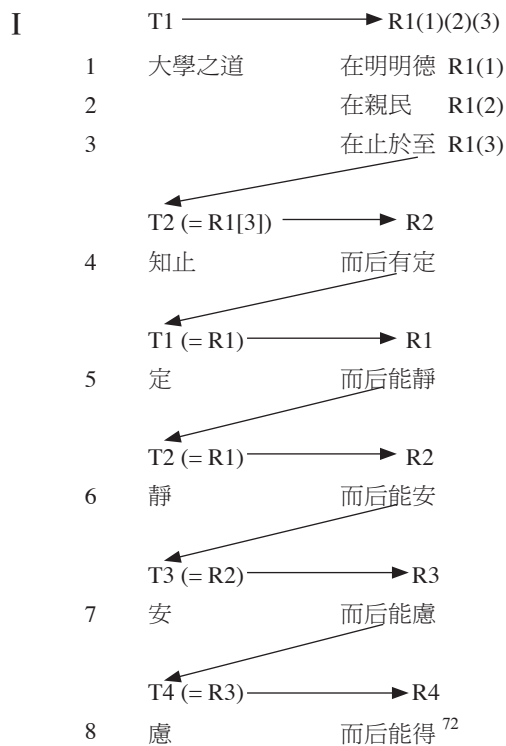 I T1 R1(1)(2)(3)
1 大學之道 在明明德 R1(1)
2 在親民 R1(2)
3 在止於至 R1(3)
T2 (= R1[3]) R2
4 知止 而后有定
T1 (= R1) R1
5 定 而后能靜
T2 (= R1) R2
6 靜 而后能安
T3 (= R2) R3
7 安 而后能慮
T4 (= R3) R4
8 慮 而后能得 72